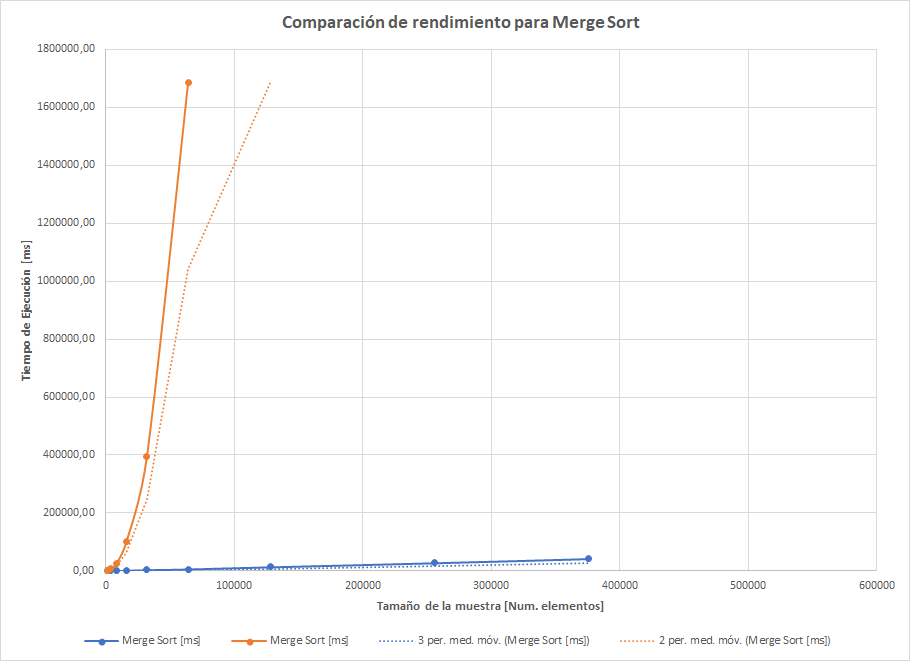 Comparación de rendimiento para Merge Sort
1800000,00
1600000,00
1400000,00
1200000,00
1000000,00
800000,00
600000,00
400000,00
200000,00
0,00
Tiempo de Ejecución [ms]
0 100000 200000 300000 400000 500000 600000
Tamaño de la muestra [Num. elementos]
Merge Sort [ms] Merge Sort [ms] 3 per. med. móv. (Merge Sort [ms]) 2 per. med. móv. (Merge Sort [ms])